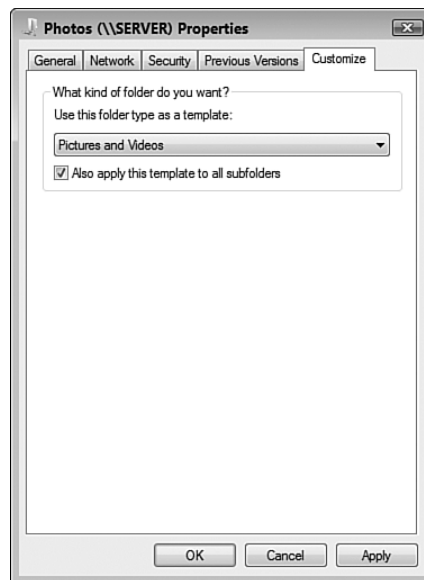 Photos (\\SERVER) Properties
General Network Security Previous Versions Customize
What kind of folder do you want?
Use this folder type as a template:
Pictures and Videos
Also apply this template to all subfolders
OK Cancel Apply